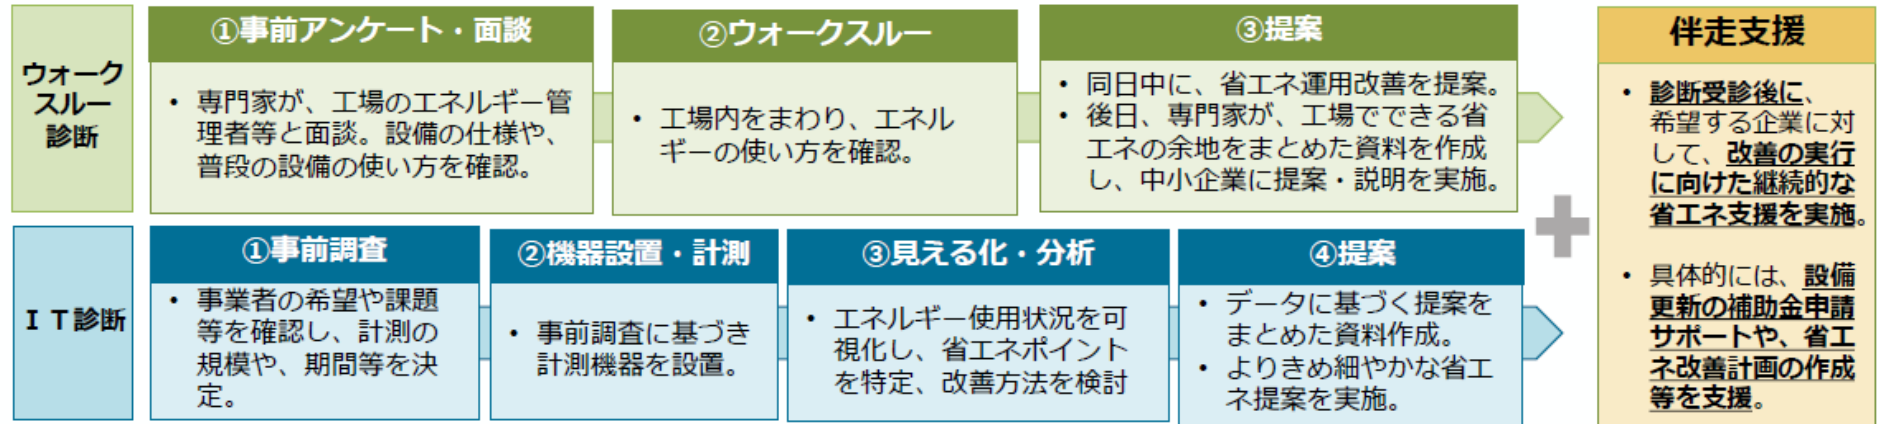 ウォーク
スルー
診断
①事前アンケート・面談
• 専門家が、工場のエネルギー管
理者等と面談。設備の仕様や、
普段の設備の使い方を確認。
②ウォークスルー
• 工場内をまわり、エネル
ギーの使い方を確認。
③提案
• 同日中に、省エネ運用改善を提案。
• 後日、専門家が、工場でできる省
エネの余地をまとめた資料を作成
し、中小企業に提案・説明を実施。
ＩＴ診断
①事前調査
• 事業者の希望や課題
等を確認し、計測の
規模や、期間等を決
定。
②機器設置・計測
• 事前調査に基づき
計測機器を設置。
③見える化・分析
• エネルギー使用状況を可
視化し、省エネポイント
を特定、改善方法を検討
④提案
• データに基づく提案を
まとめた資料作成。
• よりきめ細やかな省エ
ネ提案を実施。
伴走支援
• 診断受診後に、
希望する企業に対
して、改善の実行
に向けた継続的な
省エネ支援を実施。
• 具体的には、設備
更新の補助金申請
サポートや、省エ
ネ改善計画の作成
等を支援。